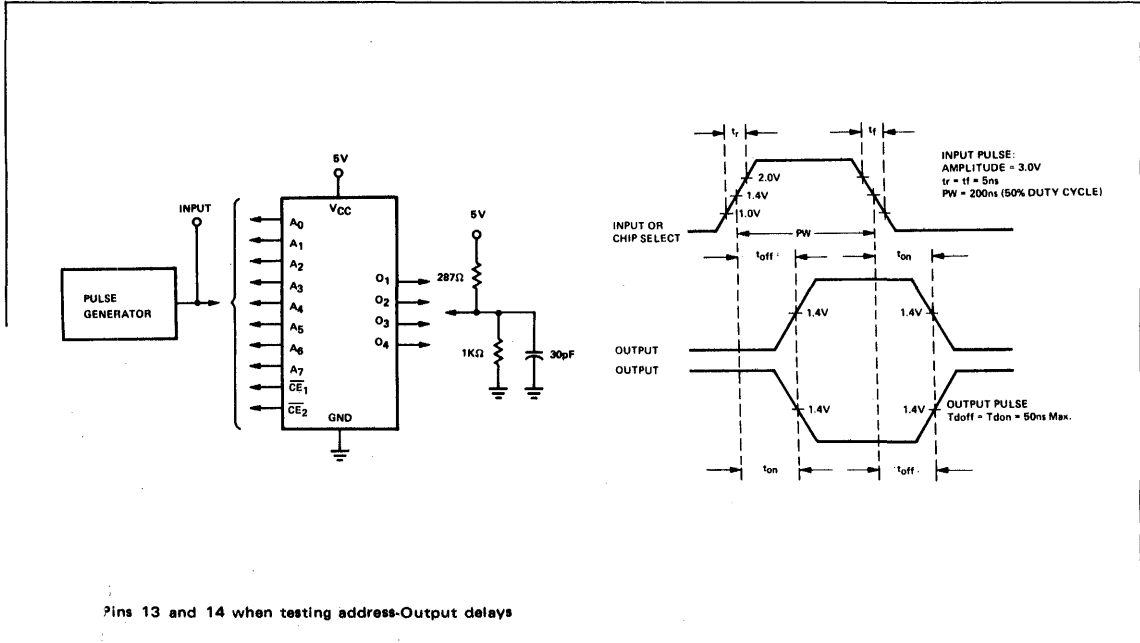 5V
INPUT
VCC
PULSE
GENERATOR
A0
A1
A2
A3
A4
A5
A6
A7
CE1
CE2
GND
O1
O2
O3
O4
5V
287Ω
1KΩ
30pF
tr
tf
INPUT PULSE:
AMPLITUDE = 3.0V
tr = tf = 5ns
PW = 200ns (50% DUTY CYCLE)
2.0V
1.4V
1.0V
INPUT OR
CHIP SELECT
PW
toff
ton
1.4V
1.4V
OUTPUT
OUTPUT
1.4V
1.4V
OUTPUT PULSE
Tdoff = Tdon = 50ns Max.
ton
toff
Pins 13 and 14 when testing address-Output delays